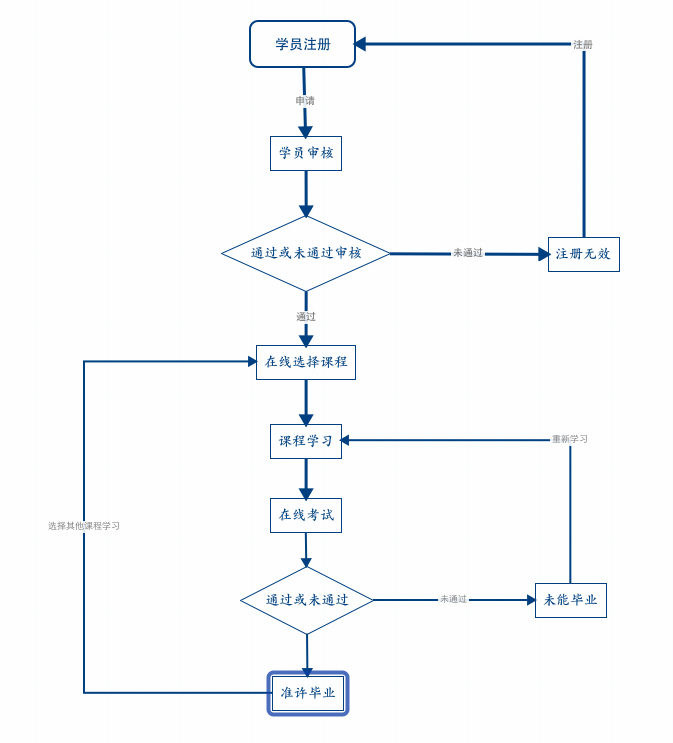 学员注册
注册
申请
学员审核
通过或未通过审核
未通过
注册无效
通过
在线选择课程
课程学习
重新学习
在线考试
选择其他课程学习
通过或未通过
未通过
未能毕业
准许毕业